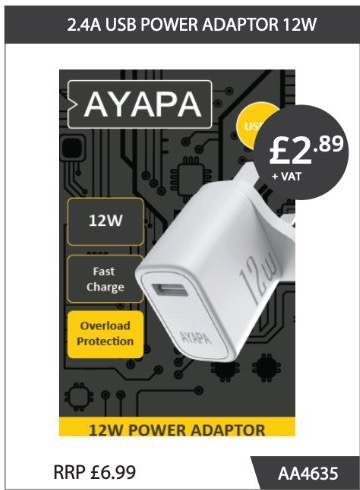 2.4A USB POWER ADAPTOR 12W
AYAPA
£2.89
+ VAT
12W
Fast
Charge
Overload
Protection
12w
AYAPA
12W POWER ADAPTOR
RRP £6.99
AA4635